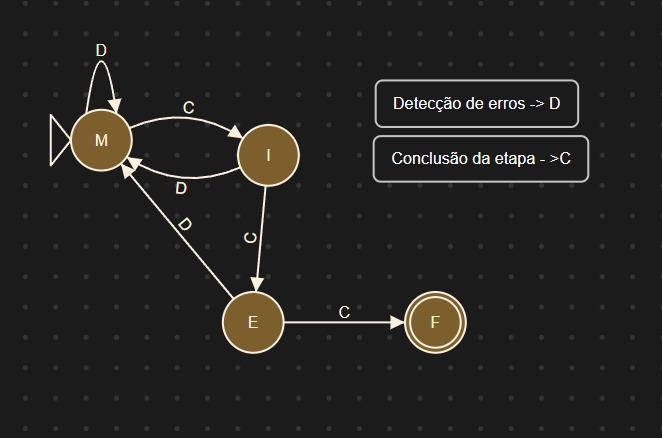 D
M
C
I
D
D
C
E
C
F
Detecção de erros -> D
Conclusão da etapa - >C